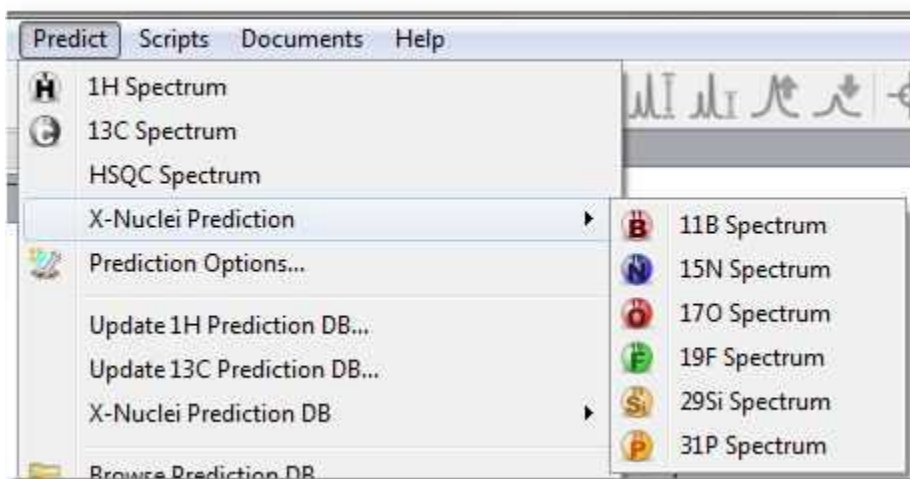 Predict Scripts Documents Help
1H Spectrum
13C Spectrum
HSQC Spectrum
X-Nuclei Prediction
Prediction Options...
Update 1H Prediction DB...
Update 13C Prediction DB...
X-Nuclei Prediction DB
Browse Prediction DB
11B Spectrum
15N Spectrum
17O Spectrum
19F Spectrum
29Si Spectrum
31P Spectrum